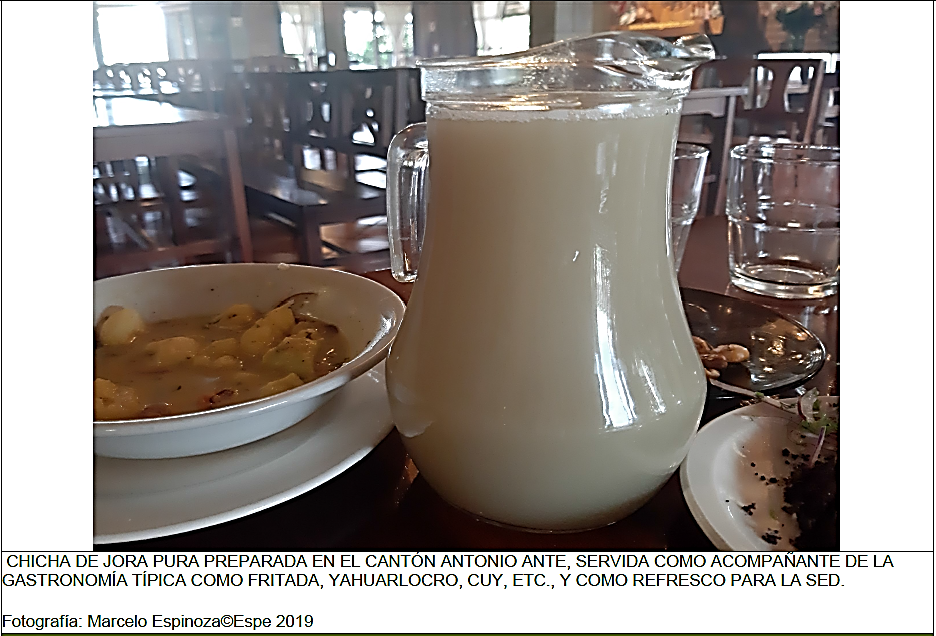 CHICHA DE JORA PURA PREPARADA EN EL CANTÓN ANTONIO ANTE, SERVIDA COMO ACOMPAÑANTE DE LA
GASTRONOMÍA TÍPICA COMO FRITADA, YAHUARLOCRO, CUY, ETC., Y COMO REFRESCO PARA LA SED.
Fotografía: Marcelo Espinoza©Espe 2019